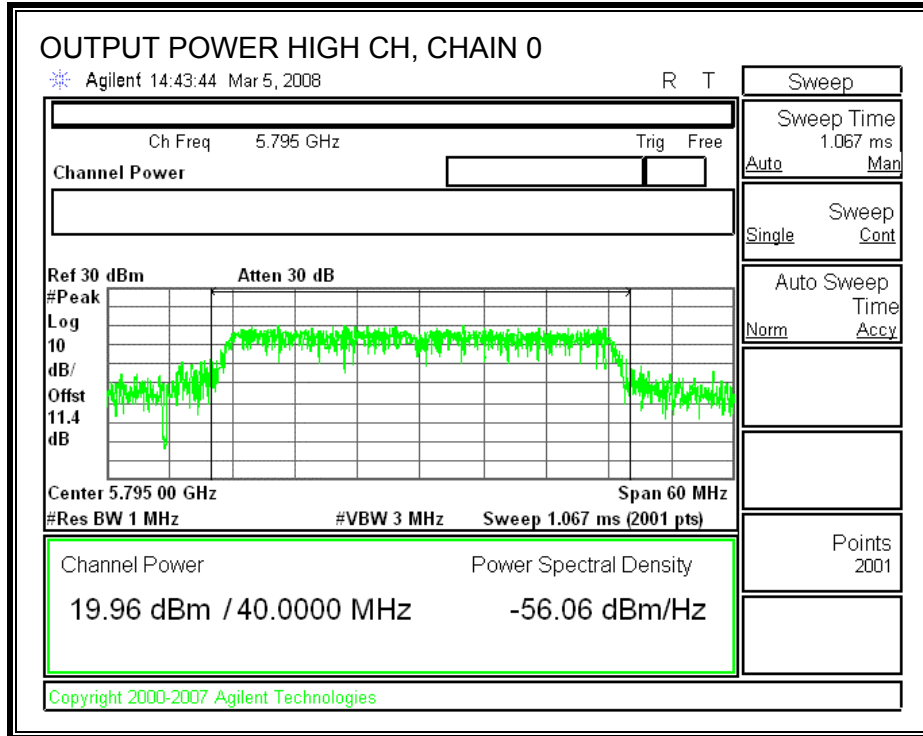 OUTPUT POWER HIGH CH, CHAIN 0
Agilent 14:43:44 Mar 5, 2008
R T
Ch Freq 5.795 GHz
Trig Free
Channel Power
Ref 30 dBm
Atten 30 dB
#Peak
Log
10
dB/
Offst
11.4
dB
Center 5.795 00 GHz
Span 60 MHz
#Res BW 1 MHz
#VBW 3 MHz
Sweep 1.067 ms (2001 pts)
Channel Power
Power Spectral Density
19.96 dBm / 40.0000 MHz
-56.06 dBm/Hz
Copyright 2000-2007 Agilent Technologies
Sweep
Sweep Time
1.067 ms
Auto Man
Sweep
Single Cont
Auto Sweep
Time
Norm Accy
Points
2001